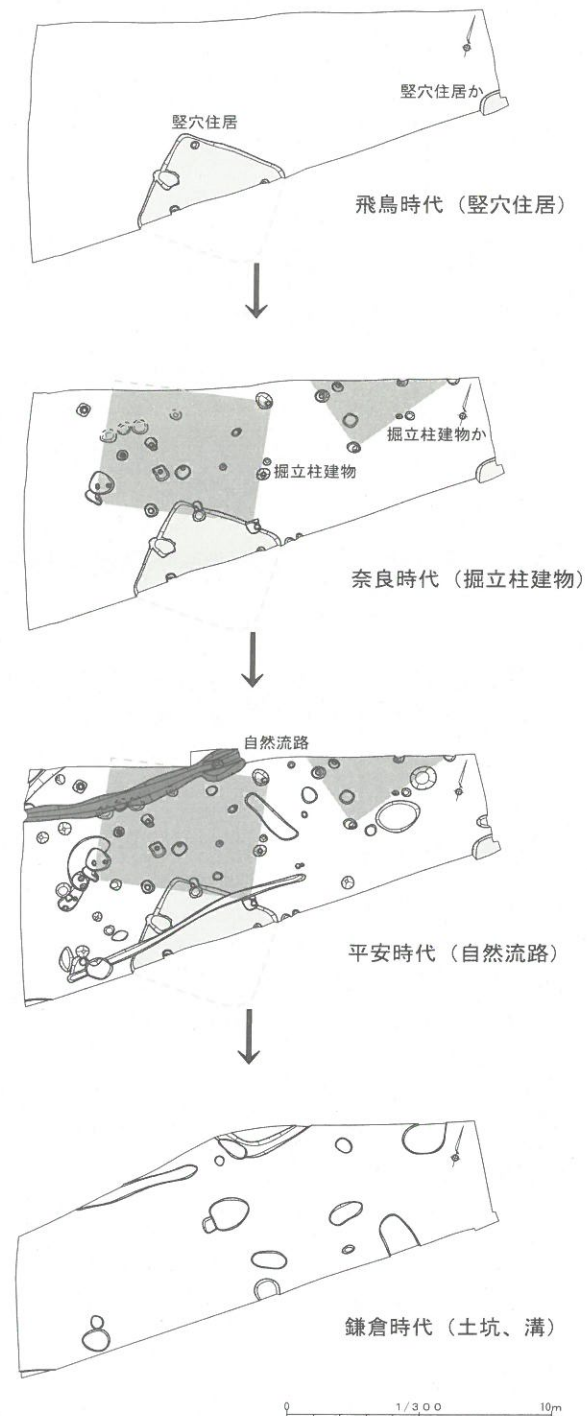 竪穴住居か
竪穴住居
飛鳥時代（竪穴住居）
掘立柱建物か
掘立柱建物
奈良時代（掘立柱建物）
自然流路
平安時代（自然流路）
鎌倉時代（土坑、溝）
0 1/300 10m